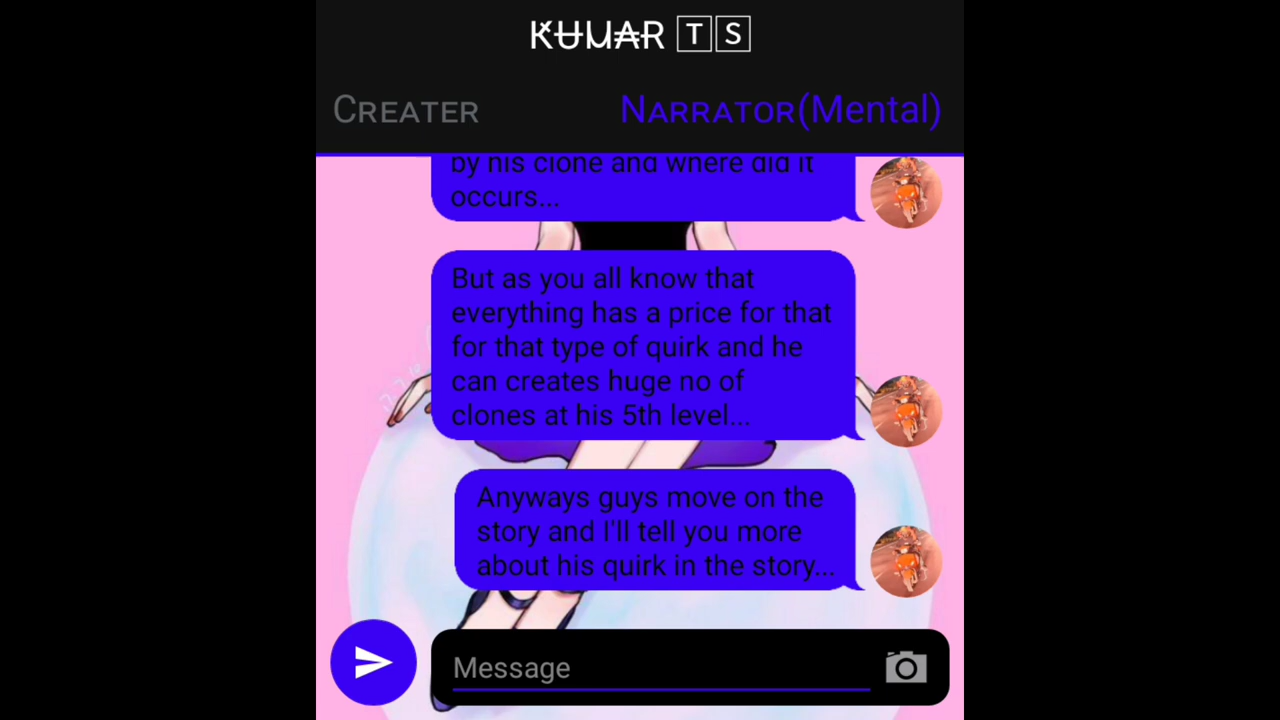 KUMAR 🅃🅂
CREATER
NARRATOR(Mental)
by his clone and where did it
occurs...
But as you all know that
everything has a price for that
for that type of quirk and he
can creates huge no of
clones at his 5th level...
Anyways guys move on the
story and I'll tell you more
about his quirk in the story...
Message